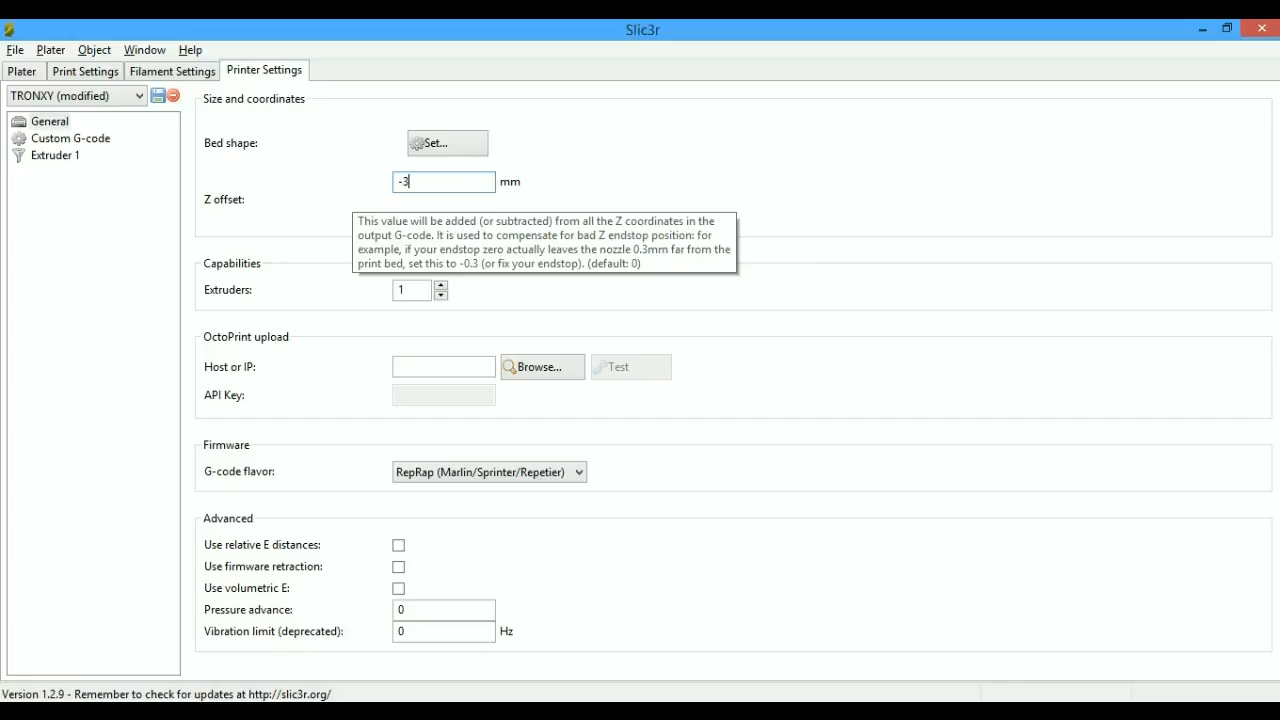 Slic3r
File Plater Object Window Help
Plater Print Settings Filament Settings Printer Settings
TRONXY (modified)
General
Custom G-code
Extruder 1
Size and coordinates
Bed shape: Set...
-3 mm
Z offset:
This value will be added (or subtracted) from all the Z coordinates in the
output G-code. It is used to compensate for bad Z endstop position: for
example, if your endstop zero actually leaves the nozzle 0.3mm far from the
print bed, set this to -0.3 (or fix your endstop). (default: 0)
Capabilities
Extruders: 1
OctoPrint upload
Host or IP: Browse... Test
API Key:
Firmware
G-code flavor: RepRap (Marlin/Sprinter/Repetier)
Advanced
Use relative E distances:
Use firmware retraction:
Use volumetric E:
Pressure advance: 0
Vibration limit (deprecated): 0 Hz
Version 1.2.9 - Remember to check for updates at http://slic3r.org/